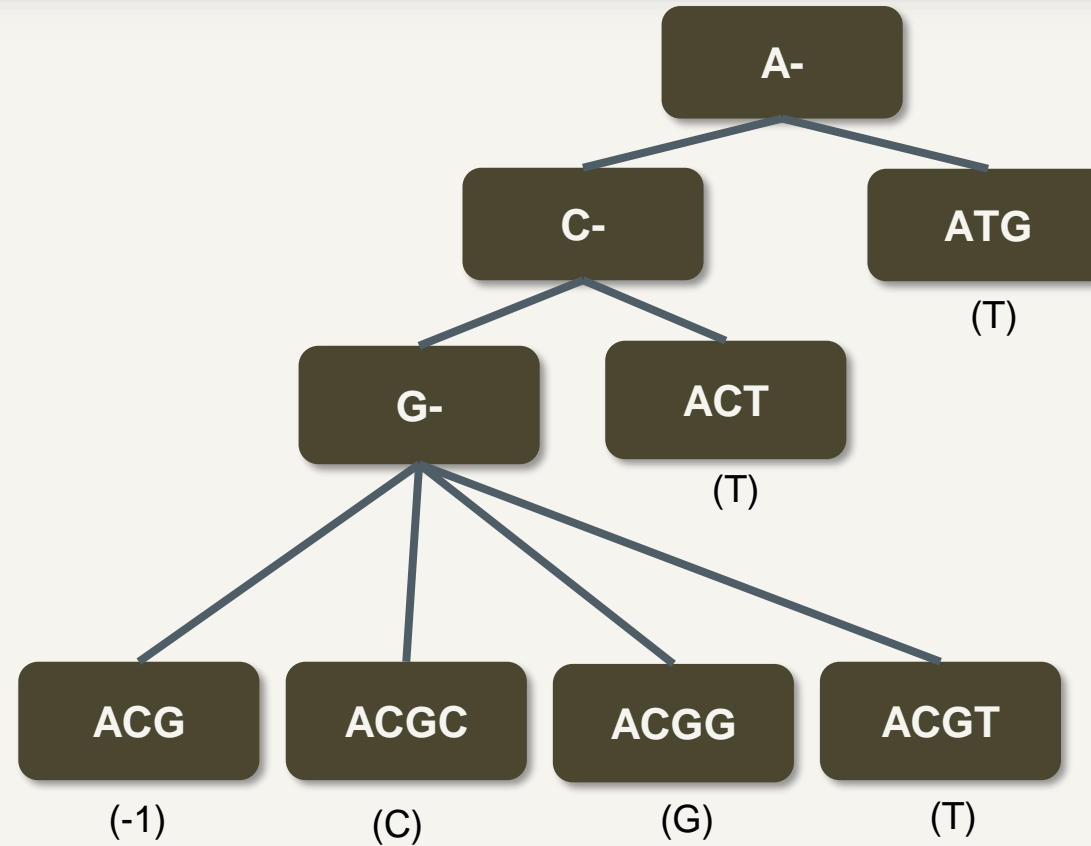 A-
C-
ATG
(T)
G-
ACT
(T)
ACG
ACGC
ACGG
ACGT
(-1)
(C)
(G)
(T)